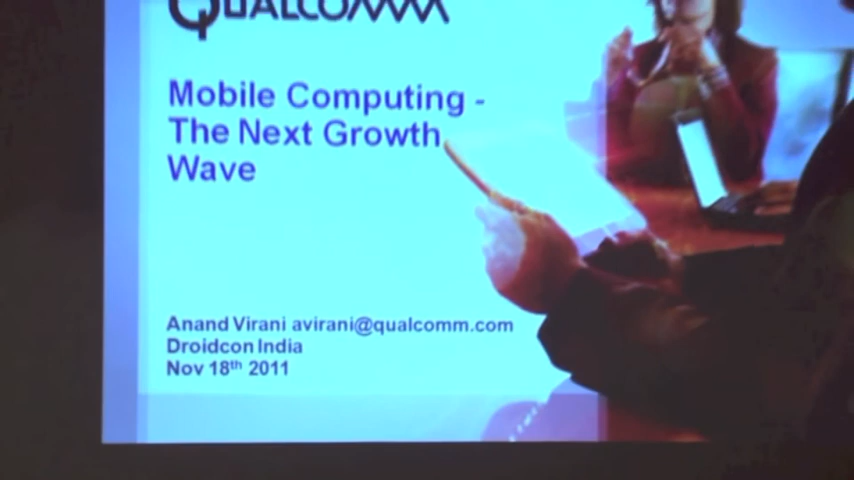 QUALCOMM
Mobile Computing -
The Next Growth
Wave
Anand Virani avirani@qualcomm.com
Droidcon India
Nov 18th 2011